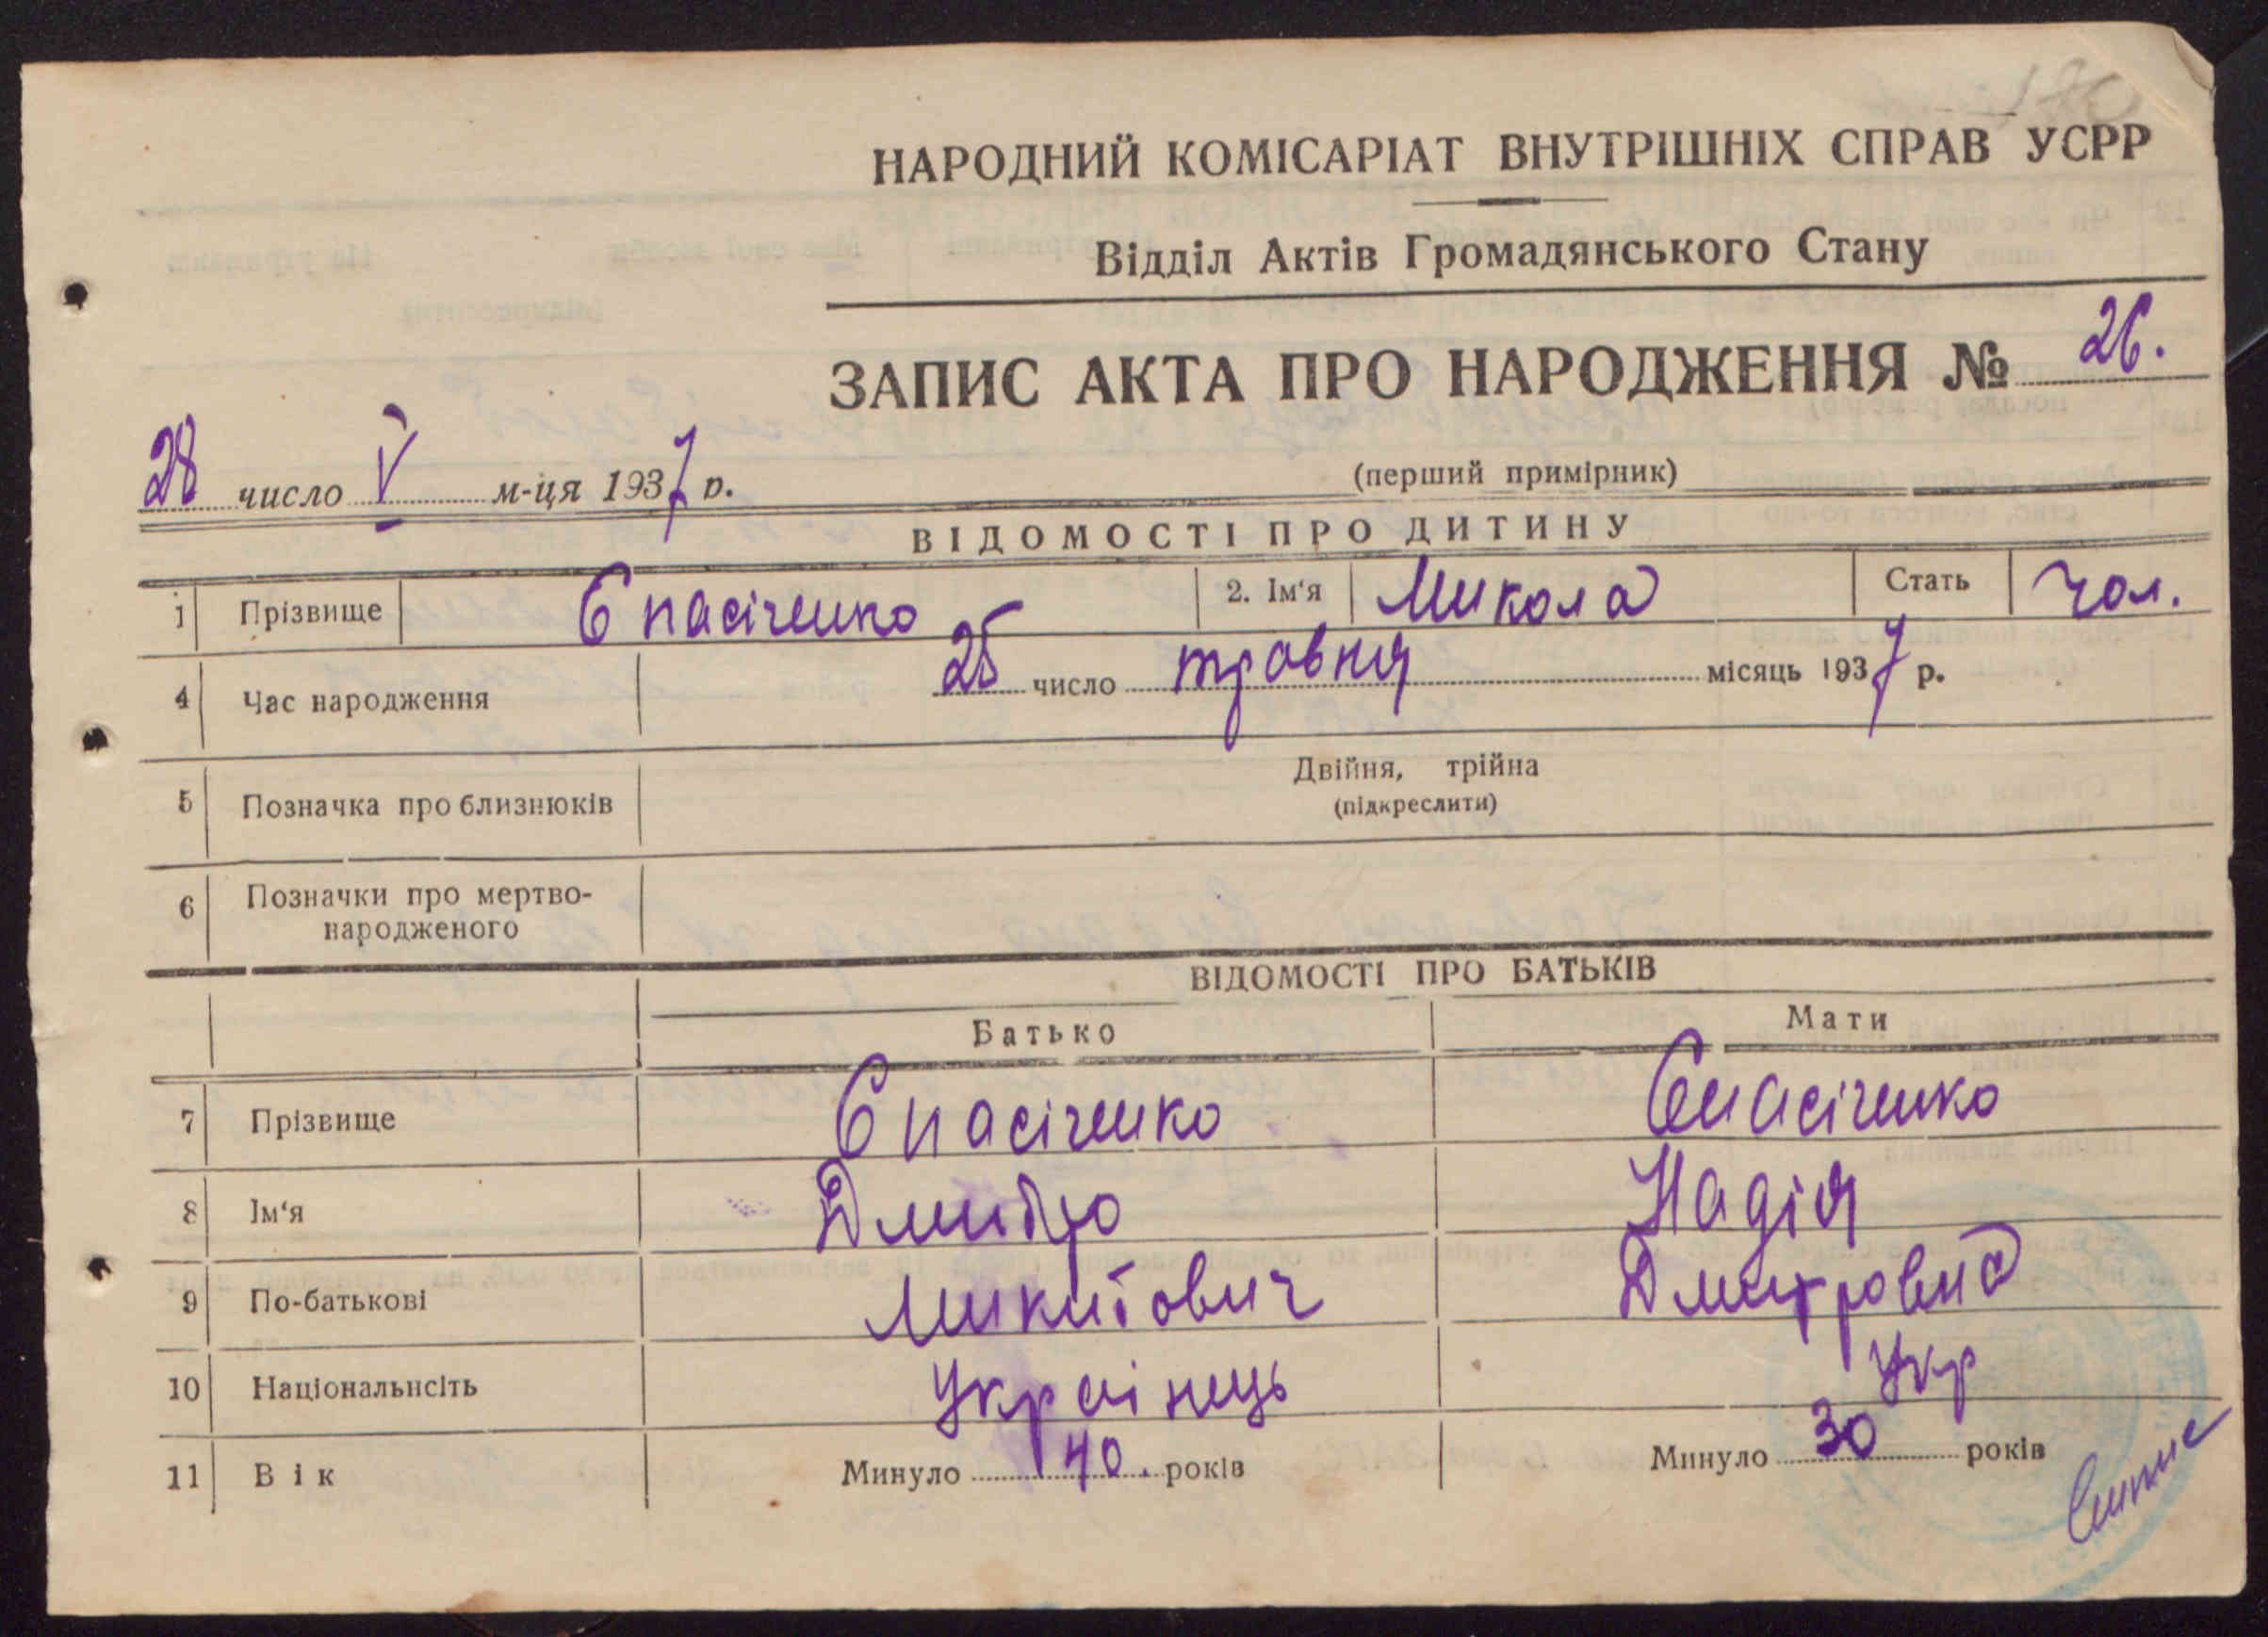 НАРОДНИЙ КОМІСАРІАТ ВНУТРІШНІХ СПРАВ УСРР
Відділ Актів Громадянського Стану
ЗАПИС АКТА ПРО НАРОДЖЕННЯ № 26.
28 число V м-ця 1937 р.
(перший примірник)
ВІДОМОСТІ ПРО ДИТИНУ
1 Прізвище Спасіченко 2. Ім'я Микола Стать чол.
4 Час народження 25 число травня місяць 1937 р.
5 Позначка про близнюків Двійня, трійна
(підкреслити)
6 Позначки про мертво-
народженого
ВІДОМОСТІ ПРО БАТЬКІВ
Батько Мати
7 Прізвище Спасіченко Спасіченко
8 Ім'я Дмитро Надія
9 По-батькові Микитович Дмитровна
10 Національнсіть Українець Укр
11 Вік Минуло 40. років Минуло 30 років